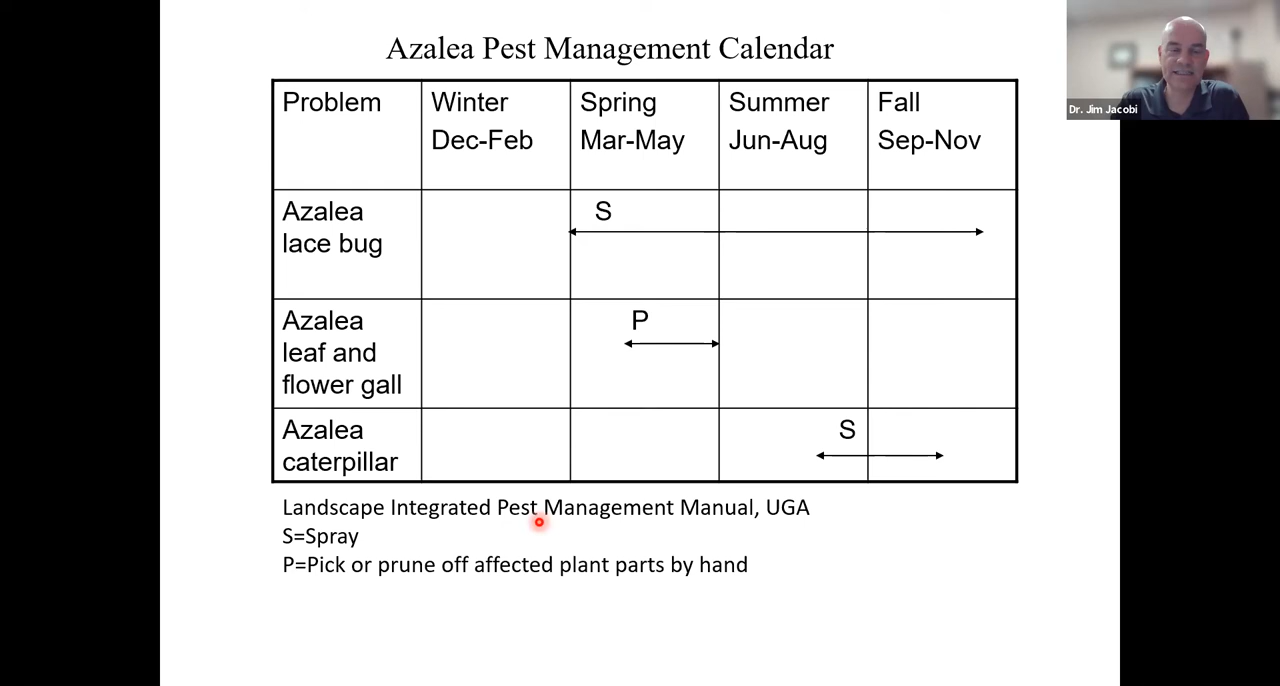 Azalea Pest Management Calendar
Dr. Jim Jacobi
Problem
Winter
Dec-Feb
Spring
Mar-May
Summer
Jun-Aug
Fall
Sep-Nov
Azalea
lace bug
S
Azalea
leaf and
flower gall
P
Azalea
caterpillar
S
Landscape Integrated Pest Management Manual, UGA
S=Spray
P=Pick or prune off affected plant parts by hand